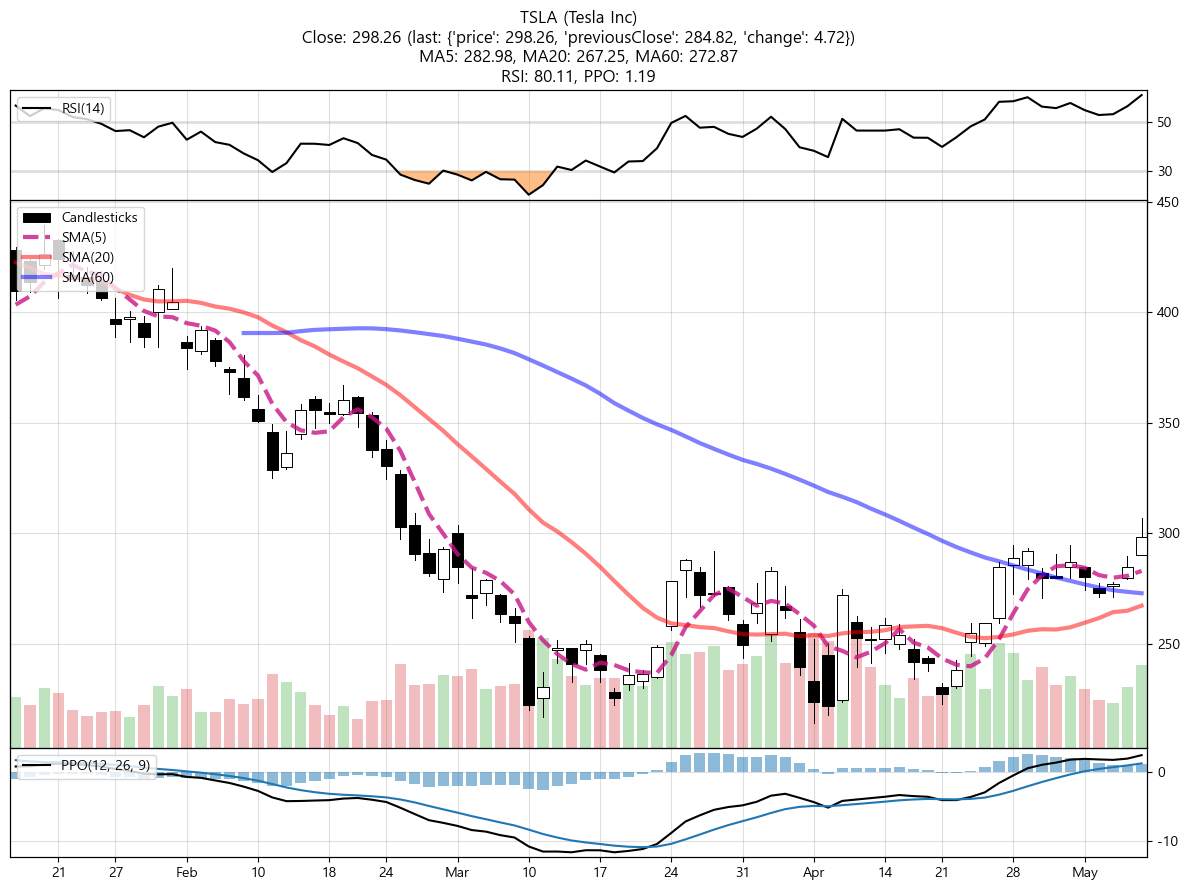 TSLA (Tesla Inc)
Close: 298.26 (last: {'price': 298.26, 'previousClose': 284.82, 'change': 4.72})
MA5: 282.98, MA20: 267.25, MA60: 272.87
RSI: 80.11, PPO: 1.19
RSI(14)
50
30
450
Candlesticks
SMA(5)
SMA(20)
SMA(60)
400
350
300
250
PPO(12, 26, 9)
0
-10
21 27 Feb 10 18 24 Mar 10 17 24 31 Apr 14 21 28 May